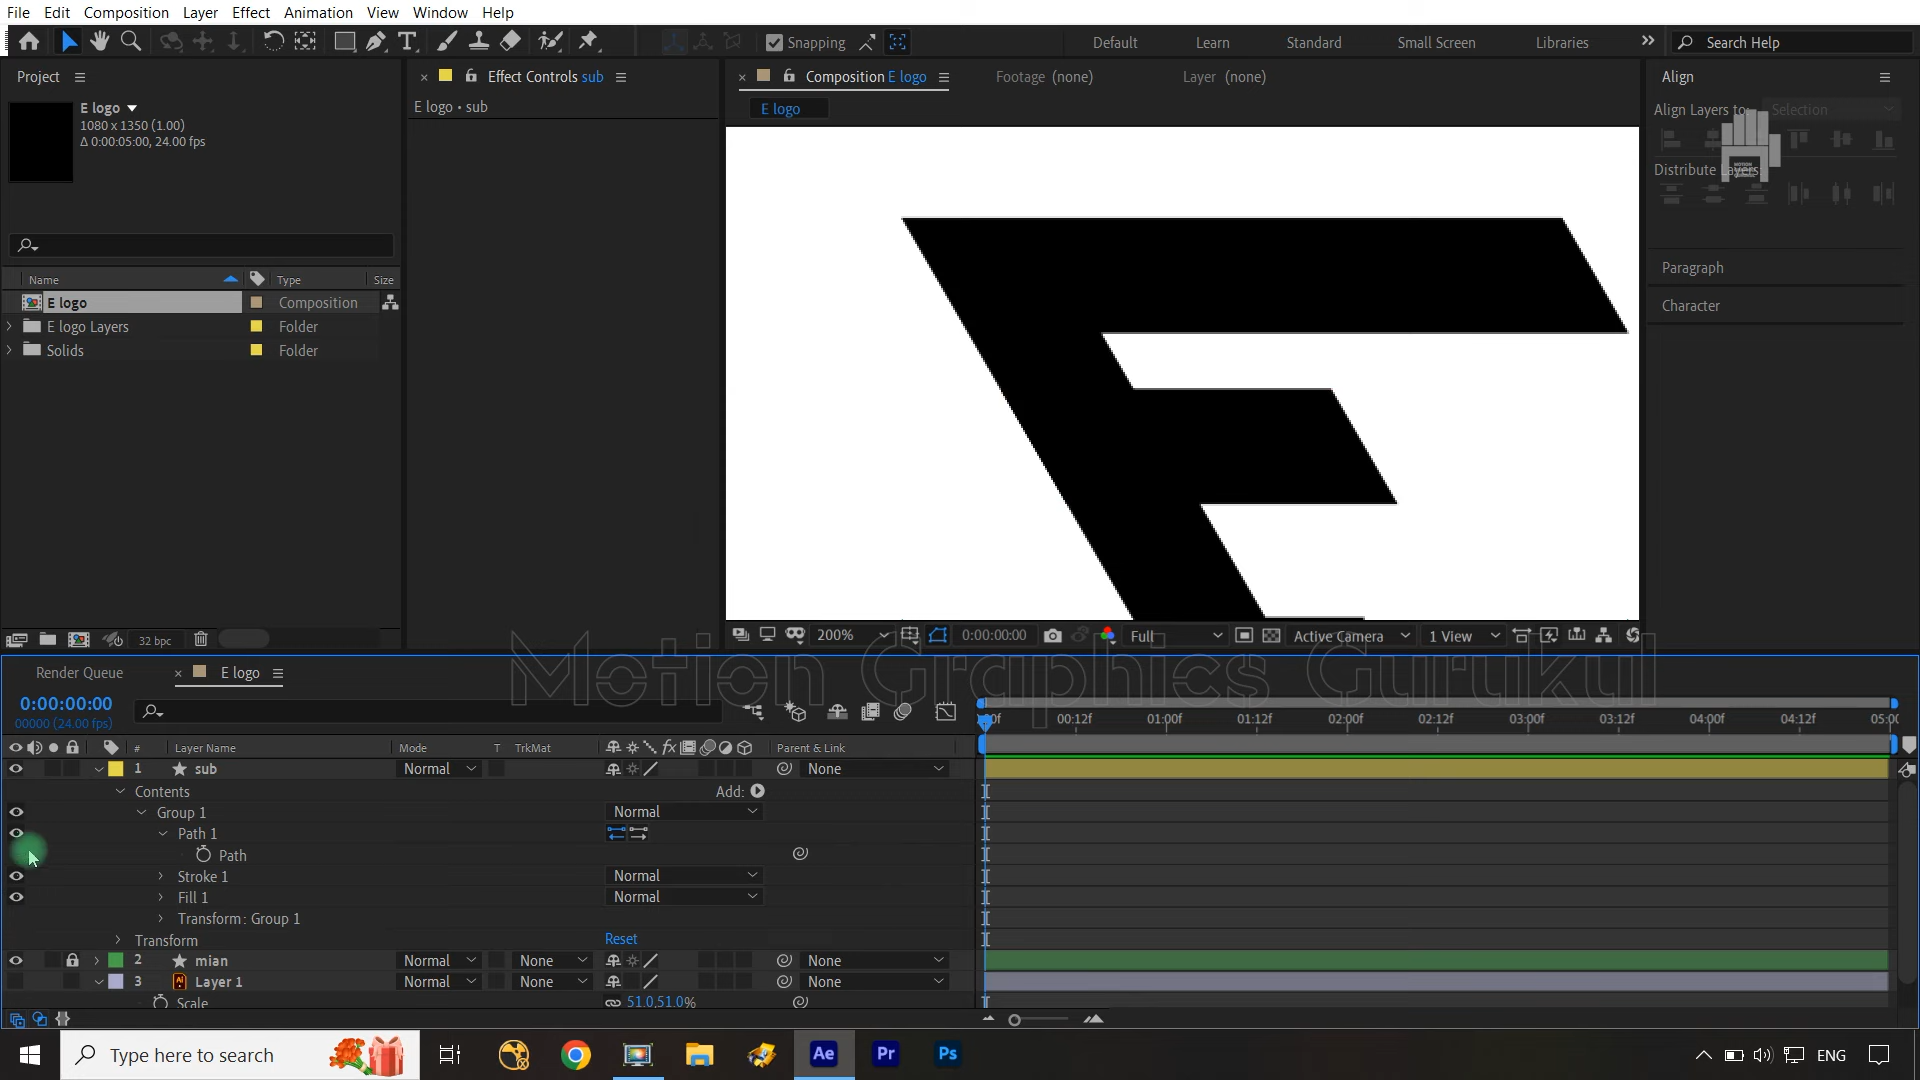 File Edit Composition Layer Effect Animation View Window Help
Snapping Default Learn Standard Small Screen Libraries Search Help
Project
E logo
1080 x 1350 (1.00)
Δ 0:00:05:00, 24.00 fps
Name Type Size
E logo Composition
E logo Layers Folder
Solids Folder
32 bpc
Effect Controls sub
E logo • sub
Composition E logo Footage (none) Layer (none)
E logo
Align
Align Layers to: Selection
Distribute Layers:
Paragraph
Character
200% 0:00:00:00 Full Active Camera 1 View
Motion Graphics Gurukul
Render Queue E logo
0:00:00:00
00000 (24.00 fps)
00f 00:12f 01:00f 01:12f 02:00f 02:12f 03:00f 03:12f 04:00f 04:12f 05:00
# Layer Name Mode T TrkMat Parent & Link
1 sub Normal None
Contents Add:
Group 1 Normal
Path 1
Path
Stroke 1 Normal
Fill 1 Normal
Transform: Group 1
Transform Reset
2 mian Normal None None
3 Layer 1 Normal None None
Scale 51.0,51.0%
Type here to search Ae Pr Ps ENG